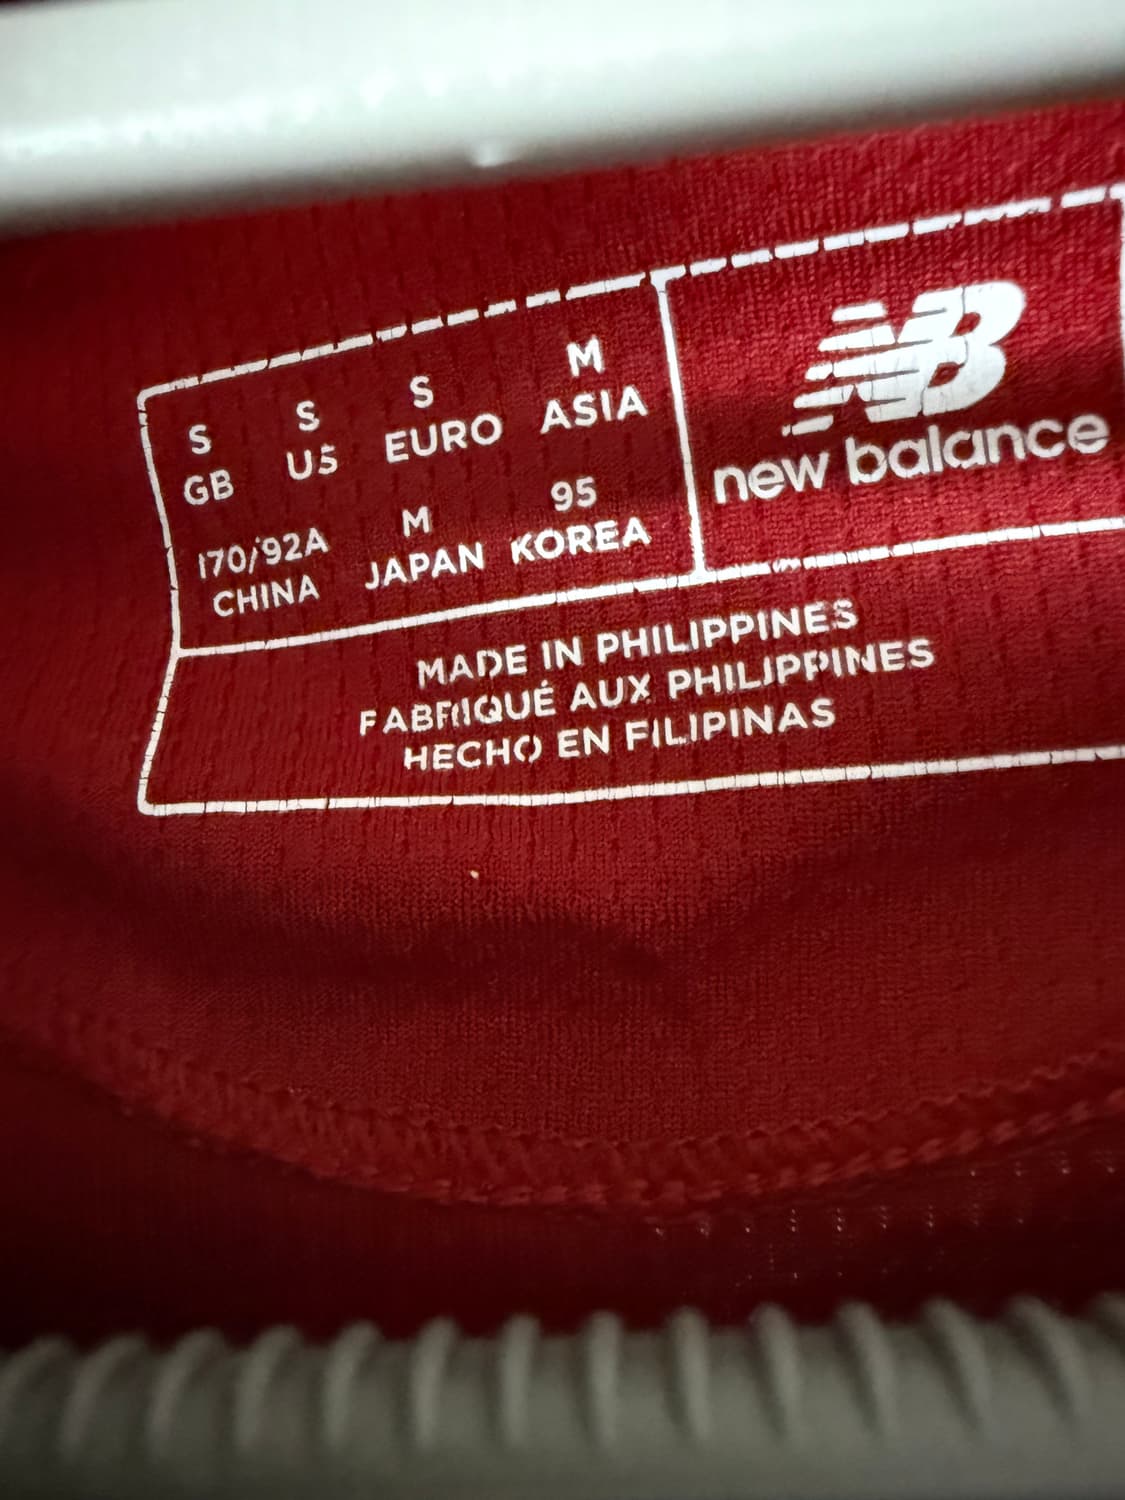 S S S M
GB US EURO ASIA
170/92A M 95
CHINA JAPAN KOREA
NB
new balance
MADE IN PHILIPPINES
FABRIQUÉ AUX PHILIPPINES
HECHO EN FILIPINAS